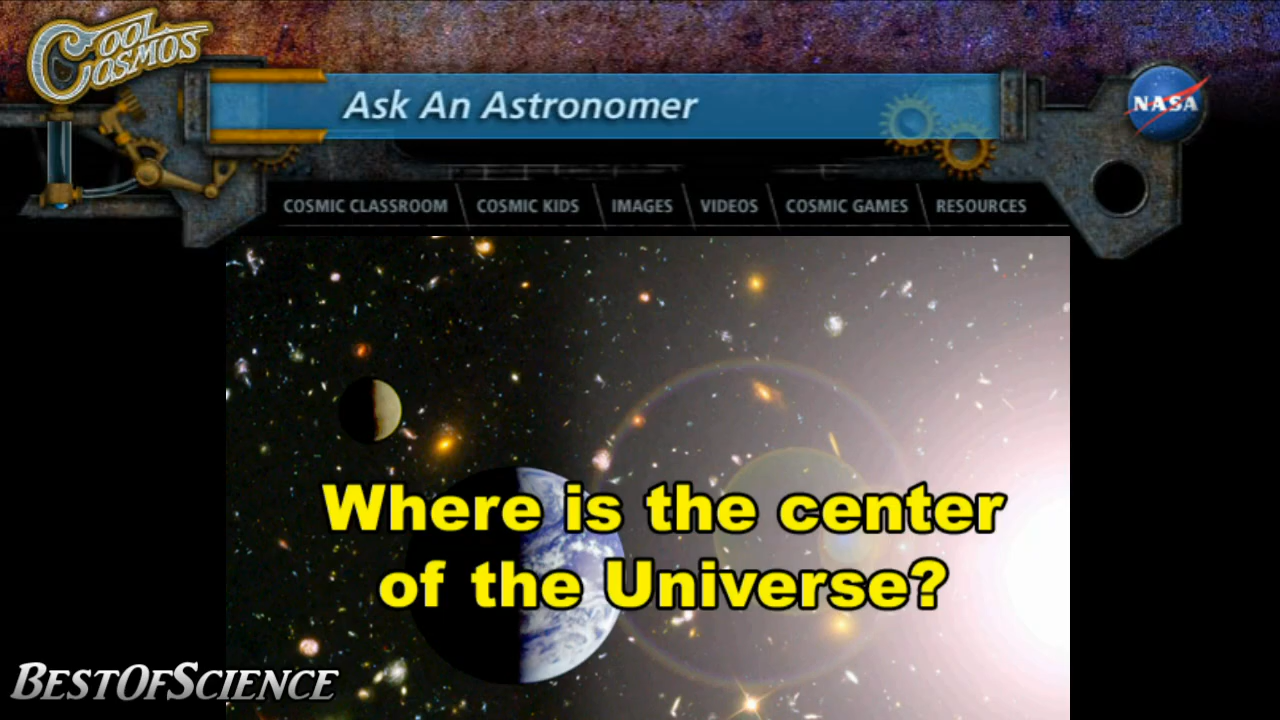 COOL
COSMOS
Ask An Astronomer
NASA
COSMIC CLASSROOM
COSMIC KIDS
IMAGES
VIDEOS
COSMIC GAMES
RESOURCES
Where is the center
of the Universe?
BESTOFSCIENCE